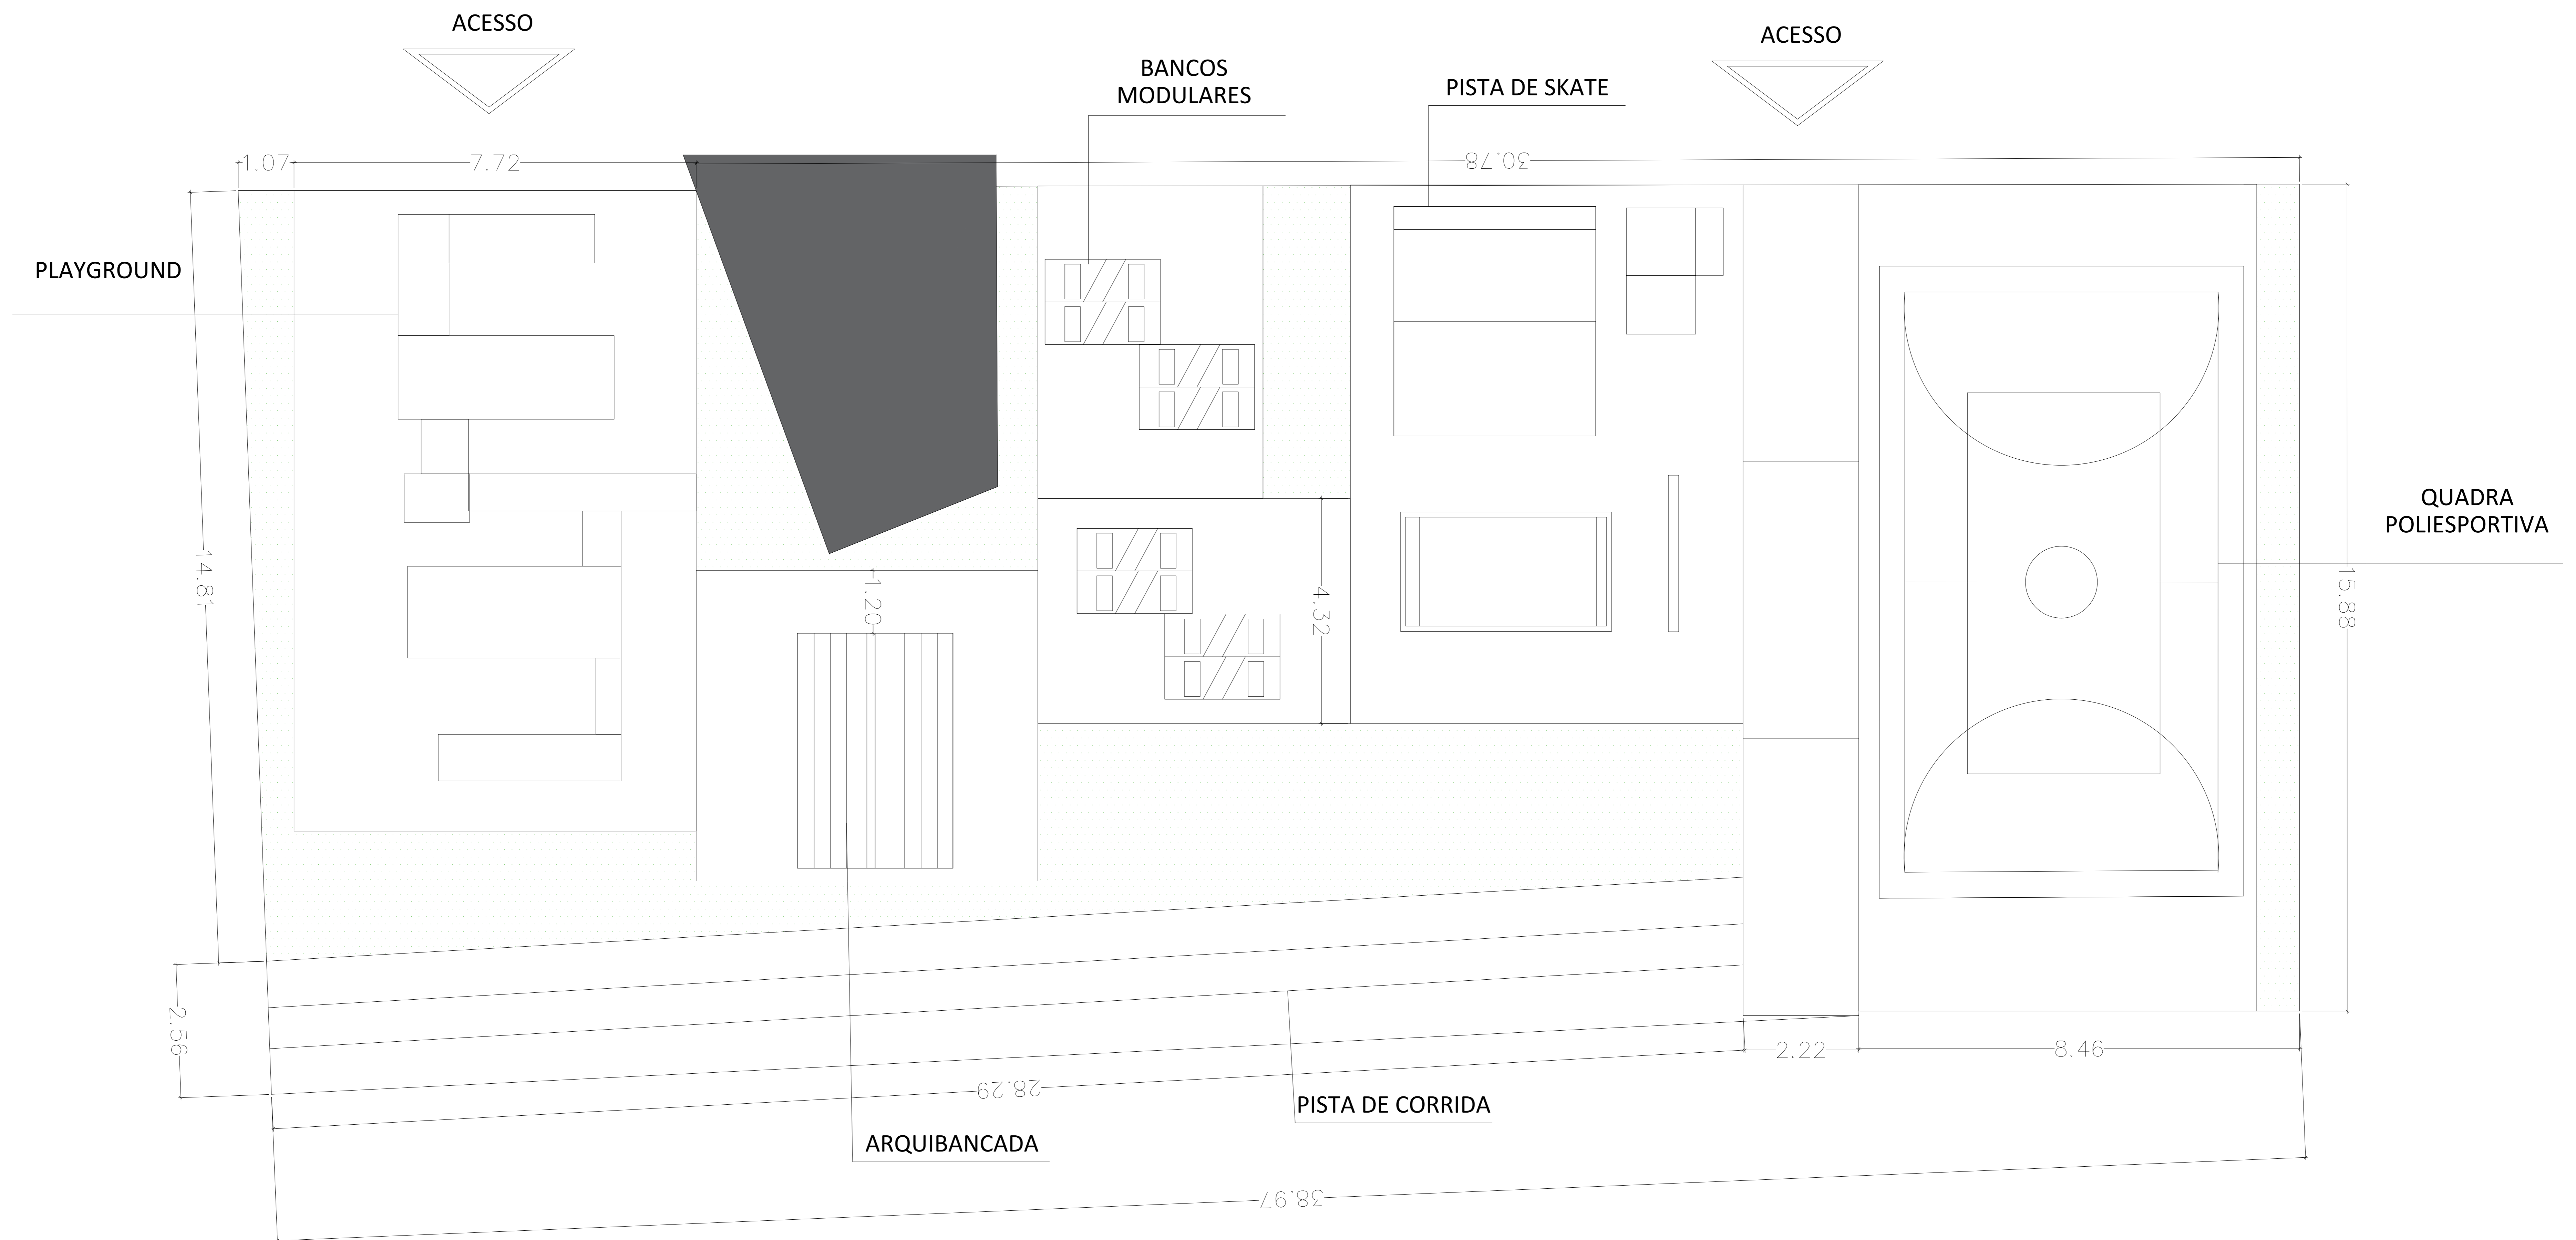 ACESSO
ACESSO
BANCOS
MODULARES
PISTA DE SKATE
1.07
7.72
30.78
PLAYGROUND
QUADRA
POLIESPORTIVA
14.81
1.20
4.32
15.88
2.56
2.22
8.46
28.29
PISTA DE CORRIDA
ARQUIBANCADA
38.97